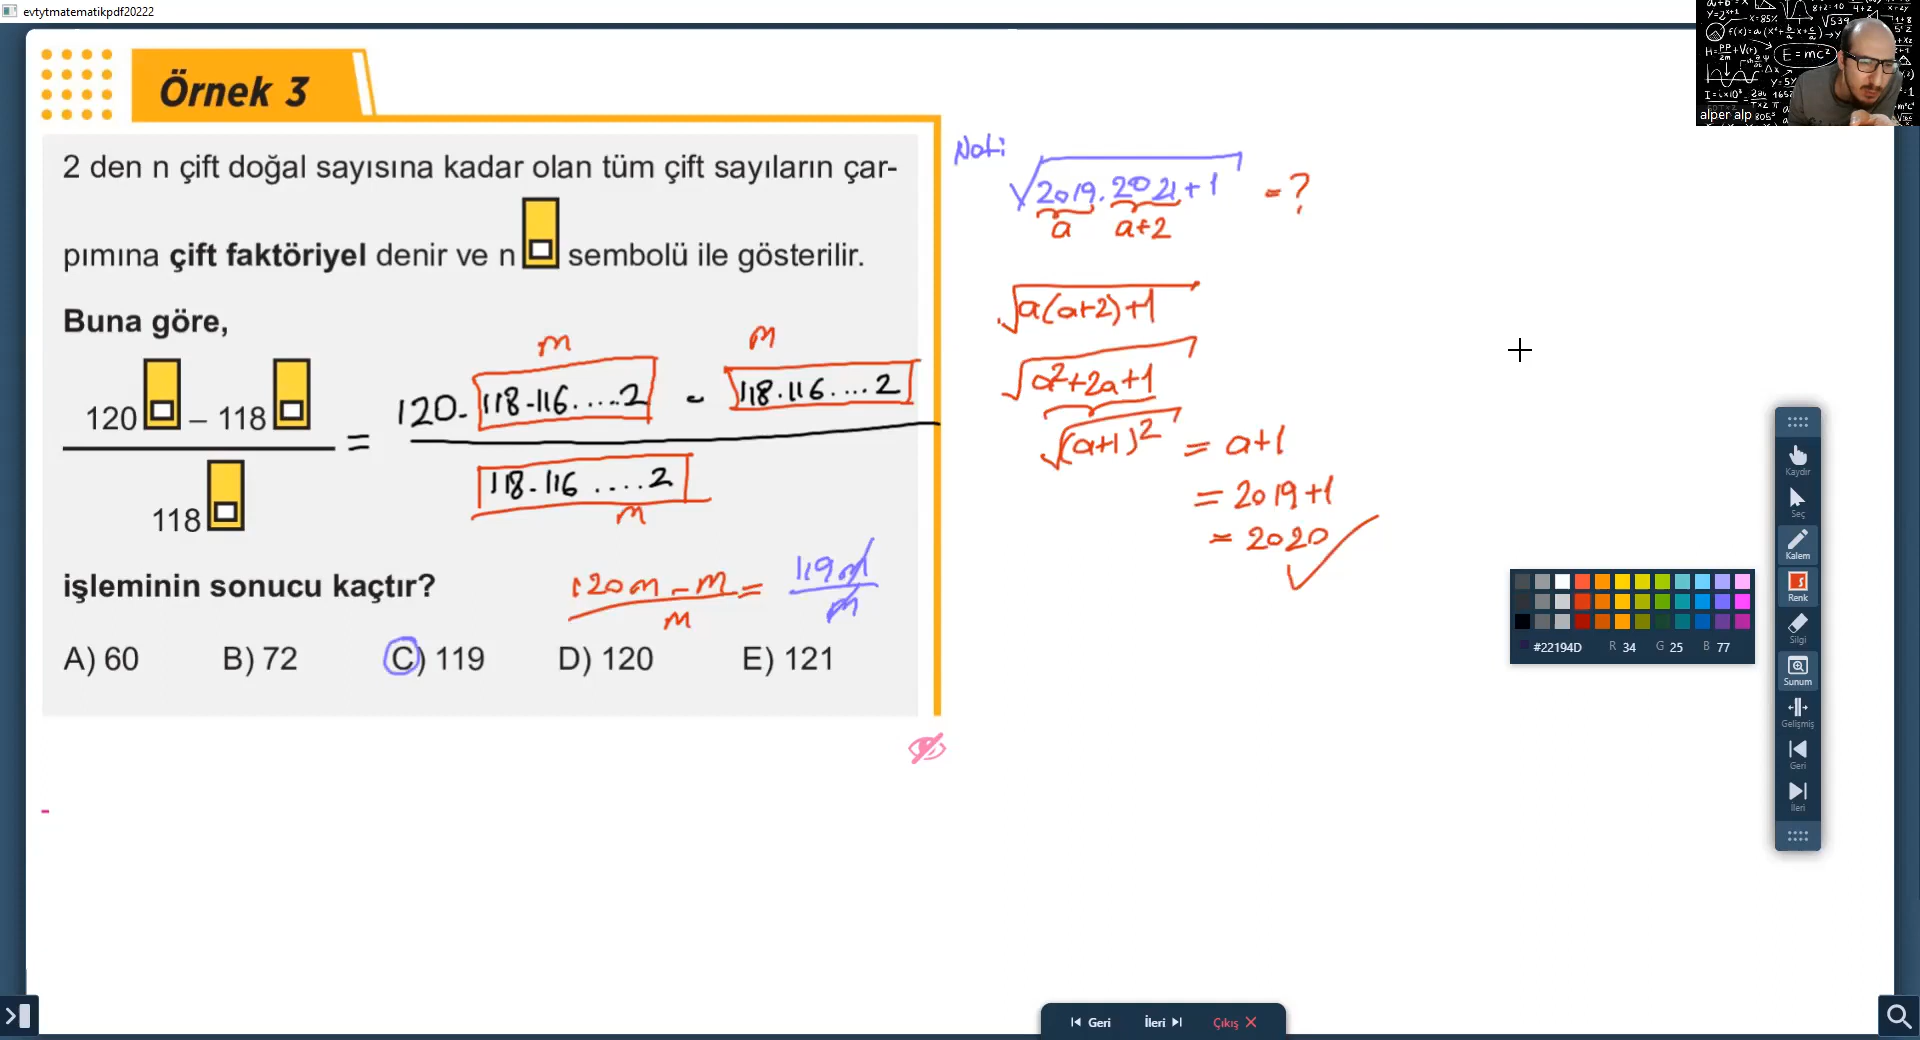 evtytmatematikpdf20222
Örnek 3
2 den n çift doğal sayısına kadar olan tüm çift sayıların çar-
pımına çift faktöriyel denir ve n sembolü ile gösterilir.
Buna göre,
m m
120 – 118 = 120. 118.116.....2 - 118.116....2
118 118.116 ....2
m
işleminin sonucu kaçtır?
120m - m = 119m
m m
A) 60 B) 72 C) 119 D) 120 E) 121
Not:
√2019.2021+1 = ?
a a+2
√a(a+2)+1
√a²+2a+1
√(a+1)² = a+1
= 2019+1
= 2020
alper alp
E = mc²
Kaydır
Seç
Kalem
Renk
Silgi
Sunum
Gelişmiş
Geri
İleri
#22194D R 34 G 25 B 77
Geri İleri Çıkış